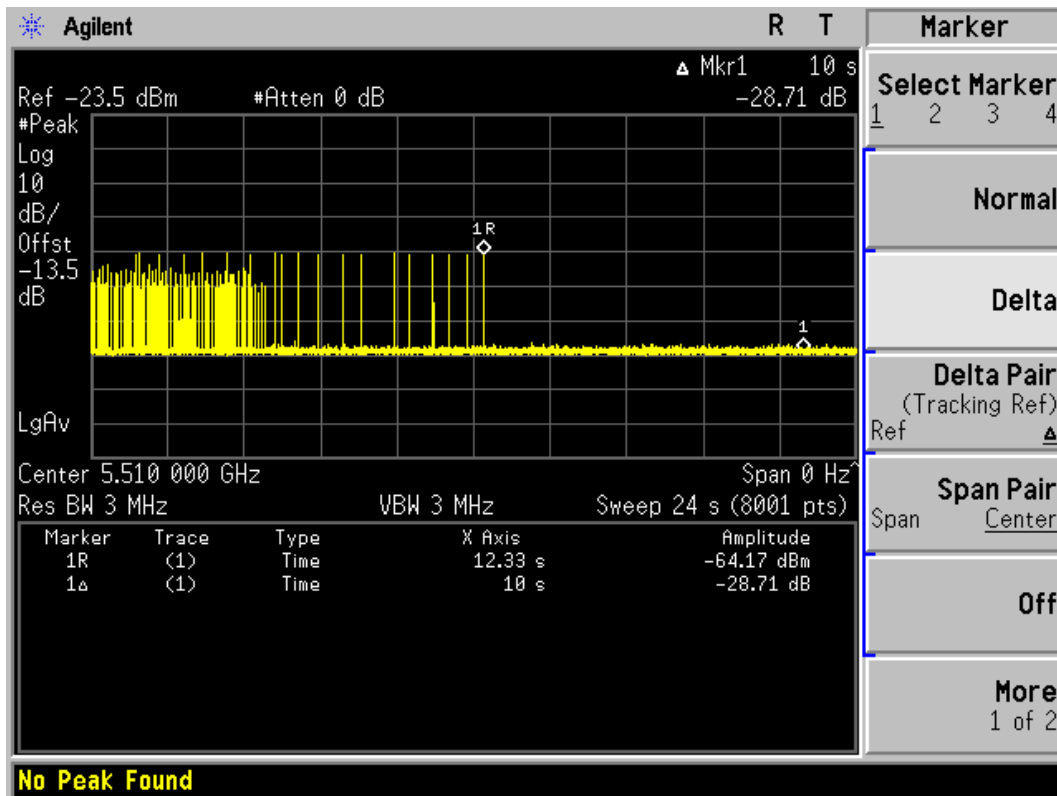 Agilent R T
Δ Mkr1 10 s
Ref -23.5 dBm #Atten 0 dB -28.71 dB
#Peak
Log
10
dB/
Offst
-13.5
dB
1R
1
LgAv
Center 5.510 000 GHz Span 0 Hz^
Res BW 3 MHz VBW 3 MHz Sweep 24 s (8001 pts)
Marker Trace Type X Axis Amplitude
1R (1) Time 12.33 s -64.17 dBm
1Δ (1) Time 10 s -28.71 dB
Marker
Select Marker
1 2 3 4
Normal
Delta
Delta Pair
(Tracking Ref)
Ref Δ
Span Pair
Span Center
Off
More
1 of 2
No Peak Found